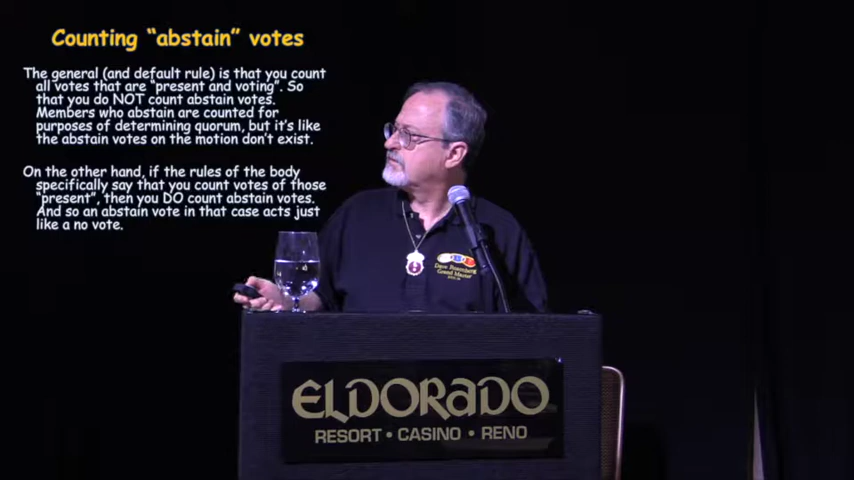 Counting “abstain” votes
The general (and default rule) is that you count
all votes that are “present and voting”. So
that you do NOT count abstain votes.
Members who abstain are counted for
purposes of determining quorum, but it’s like
the abstain votes on the motion don’t exist.
On the other hand, if the rules of the body
specifically say that you count votes of those
“present”, then you DO count abstain votes.
And so an abstain vote in that case acts just
like a no vote.
Dave Rosenberg
Grand Master
ELDORADO
RESORT • CASINO • RENO